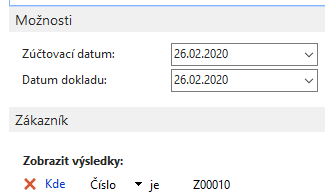 Možnosti
Zúčtovací datum: 26.02.2020
Datum dokladu: 26.02.2020
Zákazník
Zobrazit výsledky:
Kde Číslo je Z00010